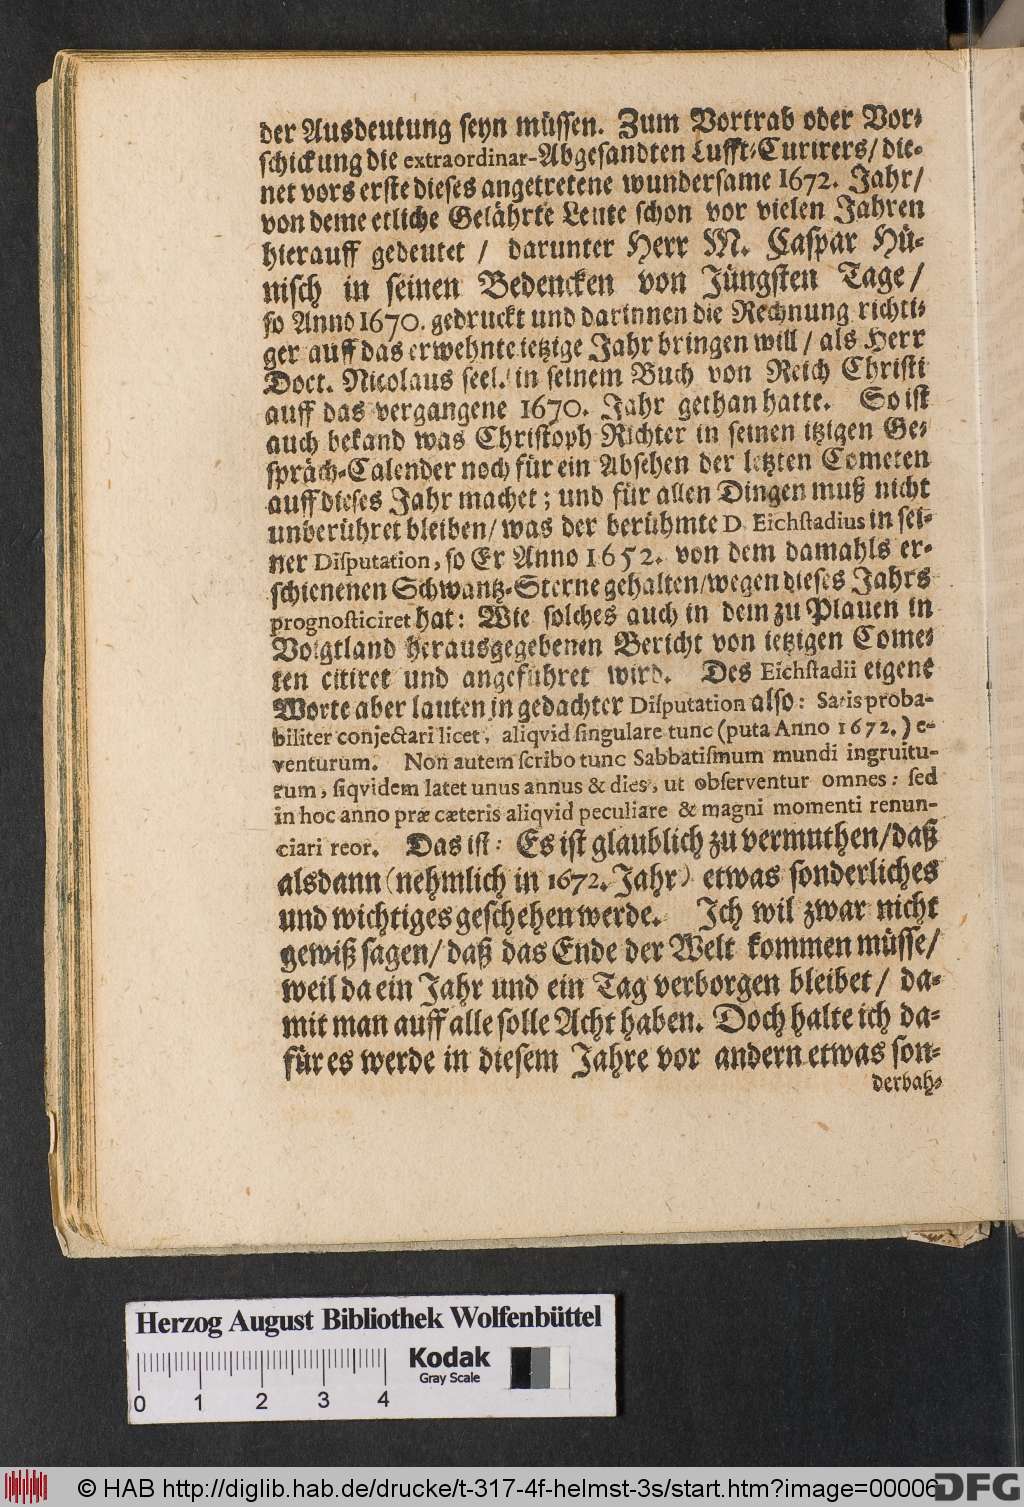 der Ausdeutung ſeyn müſſen. Zum Vortrab oder Vor⸗
ſchickung die extraordinar-Abgeſandten Lufft⸗Curirers/ die⸗
net vors erſte dieſes angetretene wunderſame 1672. Jahr/
von deme etliche Gelährte Leute ſchon vor vielen Jahren
hierauff gedeutet / darunter Herr M. Caſpar Hü⸗
niſch in ſeinen Bedencken von Jüngſten Tage/
ſo Anno 1670. gedruckt und darinnen die Rechnung richti⸗
ger auff das erwehnte ietzige Jahr bringen will/ als Herr
Doct. Nicolaus ſeel. in ſeinem Buch von Reich Chriſti
auff das vergangene 1670. Jahr gethan hatte. So iſt
auch bekand was Chriſtoph Richter in ſeinen itzigen Ge⸗
ſpräch⸗Calender noch für ein Abſehen der letzten Cometen
auff dieſes Jahr machet; und für allen Dingen muß nicht
unberühret bleiben/ was der berühmte D. Eichſtadius in ſei⸗
ner Diſputation, ſo Er Anno 1652. von dem damahls er⸗
ſchienenen Schwantz⸗Sterne gehalten/wegen dieſes Jahrs
prognoſticiret hat: Wie ſolches auch in dem zu Plauen in
Voigtland herausgegebenen Bericht von ietzigen Come⸗
ten citiret und angeführet wird. Des Eichſtadii eigene
Worte aber lauten in gedachter Diſputation alſo: Satis proba-
biliter conjectari licet, aliqvid ſingulare tunc (puta Anno 1672.) e-
venturum. Non autem ſcribo tunc Sabbatiſmum mundi ingruitu-
rum, ſiqvidem latet unus annus & dies, ut obſerventur omnes: ſed
in hoc anno præ cæteris aliqvid peculiare & magni momenti renun-
ciari reor. Das iſt: Es iſt glaublich zu vermuthen/daß
alsdann (nehmlich in 1672. Jahr) etwas ſonderliches
und wichtiges geſchehen werde. Ich wil zwar nicht
gewiß ſagen/ daß das Ende der Welt kommen müſſe/
weil da ein Jahr und ein Tag verborgen bleibet/ da⸗
mit man auff alle ſolle Acht haben. Doch halte ich da⸗
für es werde in dieſem Jahre vor andern etwas ſon⸗
derbah⸗
Herzog August Bibliothek Wolfenbüttel
Kodak
Gray Scale
0 1 2 3 4
© HAB http://diglib.hab.de/drucke/t-317-4f-helmst-3s/start.htm?image=00006
DFG